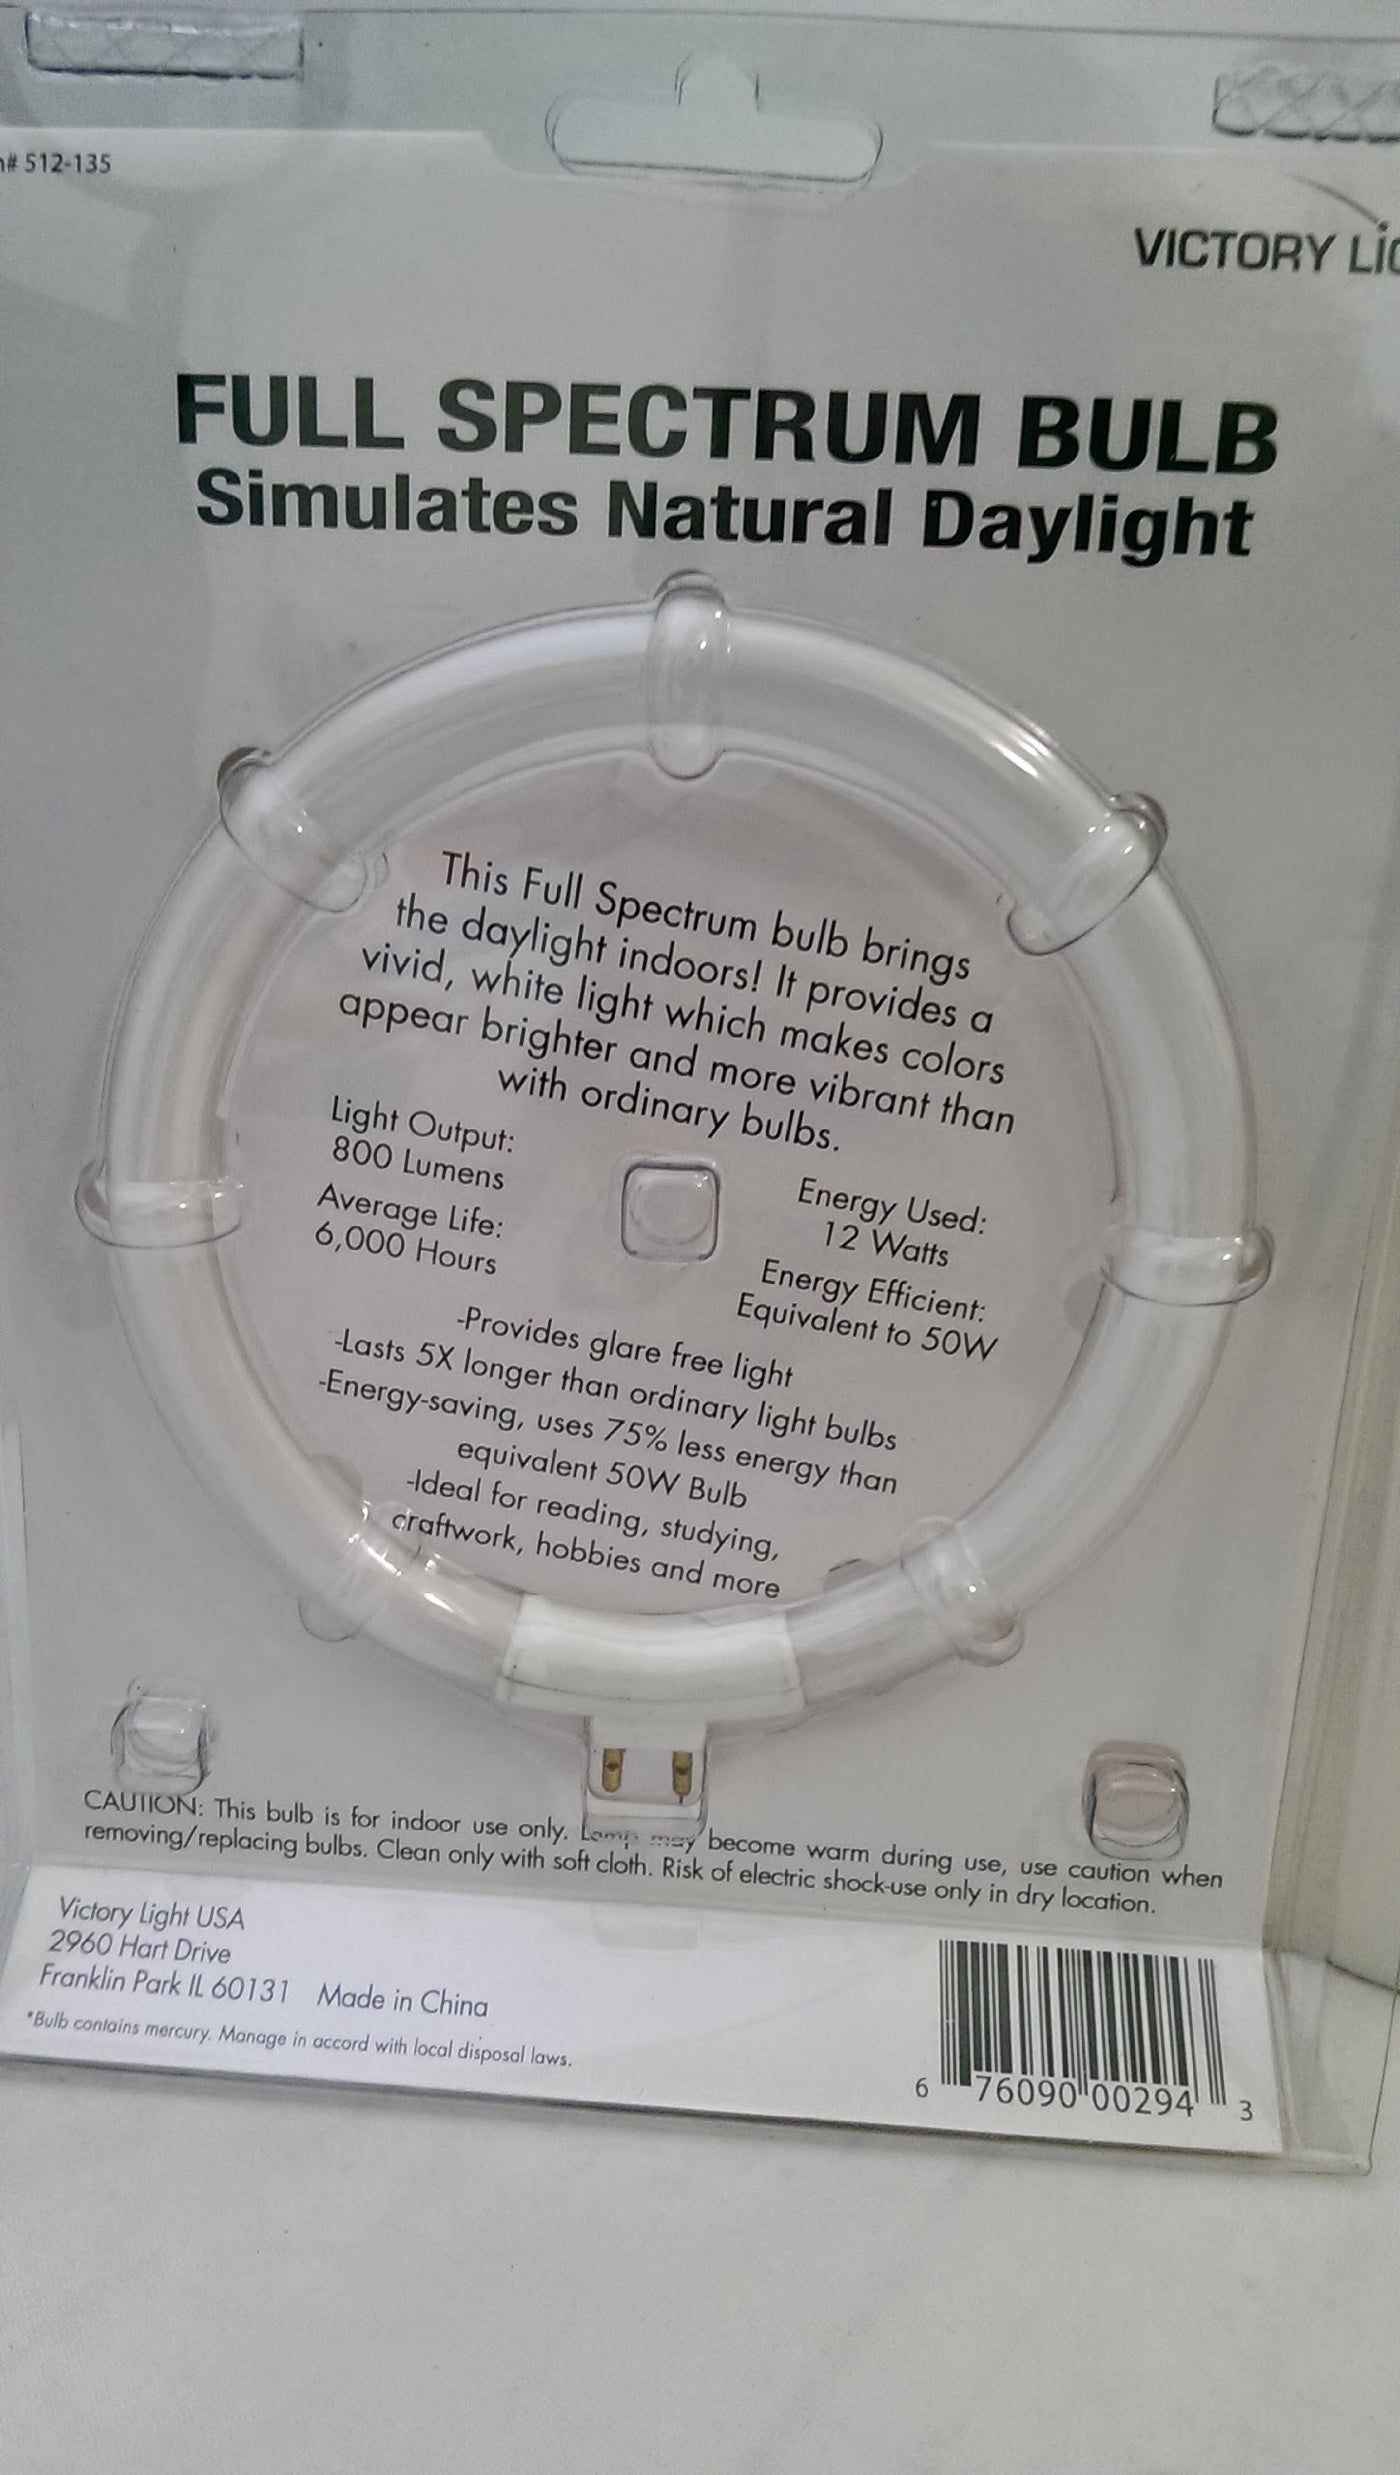 # 512-135
VICTORY
FULL SPECTRUM BULB
Simulates Natural Daylight
This Full Spectrum bulb brings
the daylight indoors! It provides a
vivid, white light which makes colors
appear brighter and more vibrant than
with ordinary bulbs.
Light Output:
800 Lumens
Average Life:
6,000 Hours
Energy Used:
12 Watts
Energy Efficient:
Equivalent to 50W
-Provides glare free light
-Lasts 5X longer than ordinary light bulbs
-Energy-saving, uses 75% less energy than
equivalent 50W Bulb
-Ideal for reading, studying,
craftwork, hobbies and more
CAUTION: This bulb is for indoor use only. Lamp may become warm during use, use caution when
removing/replacing bulbs. Clean only with soft cloth. Risk of electric shock-use only in dry location.
Victory Light USA
2960 Hart Drive
Franklin Park IL 60131 Made in China
*Bulb contains mercury. Manage in accord with local disposal laws.
6 76090 00294 3